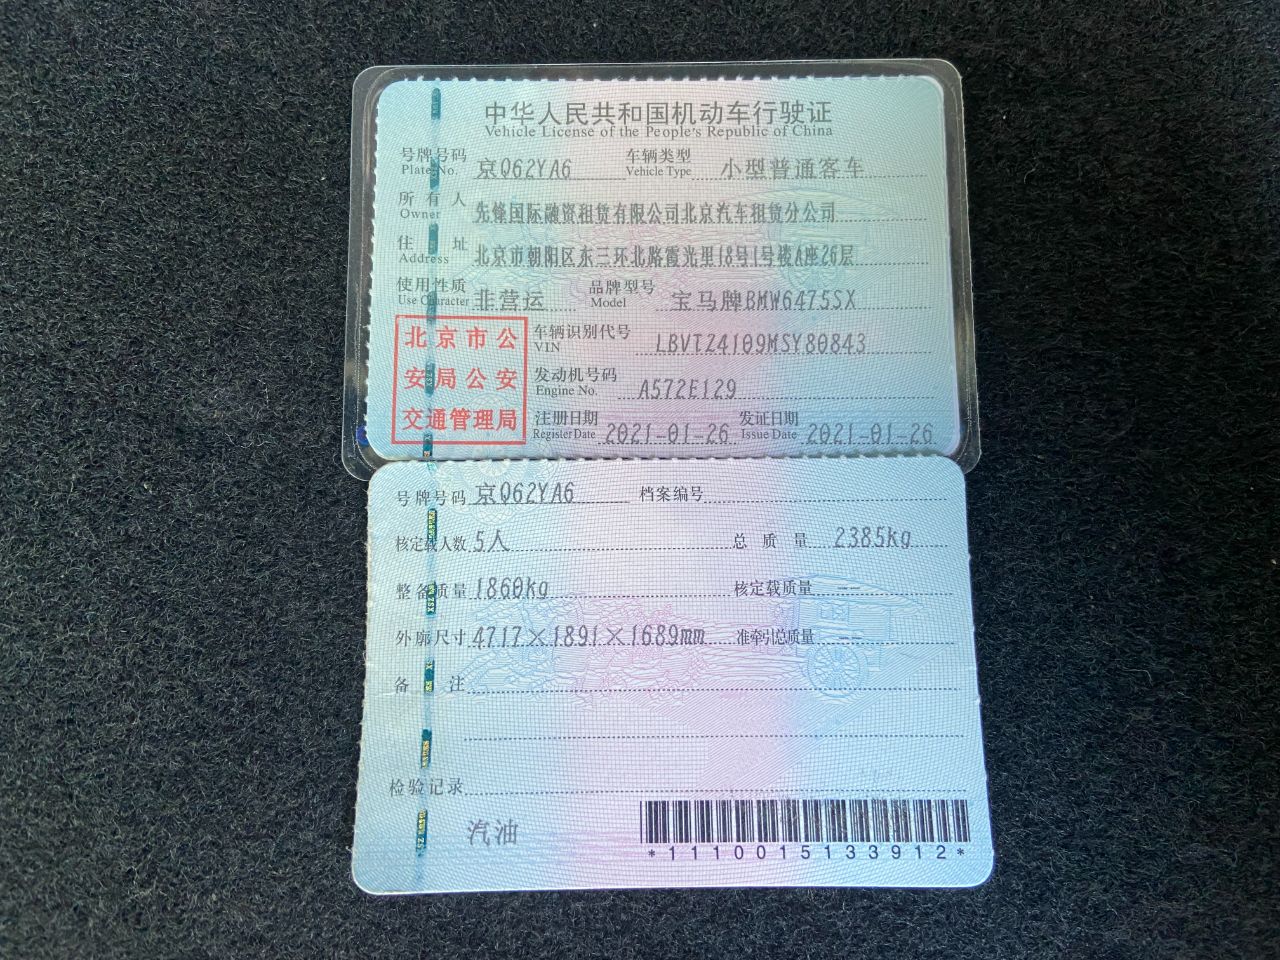 中华人民共和国机动车行驶证
Vehicle License of the People's Republic of China
号牌号码 Plate No. 京Q62YA6 车辆类型 Vehicle Type 小型普通客车
所有人 Owner 先锋国际融资租赁有限公司北京汽车租赁分公司
住址 Address 北京市朝阳区东三环北路霞光里18号1号楼A座26层
使用性质 Use Character 非营运 品牌型号 Model 宝马牌BMW6475SX
北京市公安局公安交通管理局
车辆识别代号 VIN LBVTZ4109MSY80843
发动机号码 Engine No. A572E129
注册日期 Register Date 2021-01-26 发证日期 Issue Date 2021-01-26
号牌号码 京Q62YA6 档案编号
核定载人数 5人 总质量 2385kg
整备质量 1860kg 核定载质量 --
外廓尺寸 4717×1891×1689mm 准牵引总质量 --
备注
检验记录
汽油
*1110015133912*